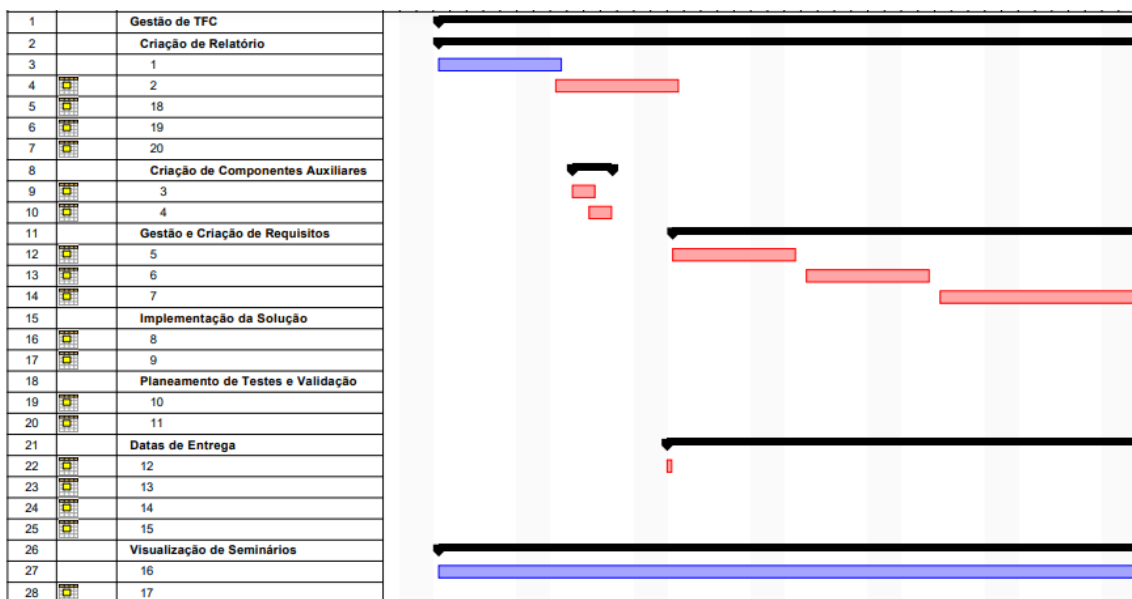 1 Gestão de TFC
2 Criação de Relatório
3 1
4 2
5 18
6 19
7 20
8 Criação de Componentes Auxiliares
9 3
10 4
11 Gestão e Criação de Requisitos
12 5
13 6
14 7
15 Implementação da Solução
16 8
17 9
18 Planeamento de Testes e Validação
19 10
20 11
21 Datas de Entrega
22 12
23 13
24 14
25 15
26 Visualização de Seminários
27 16
28 17